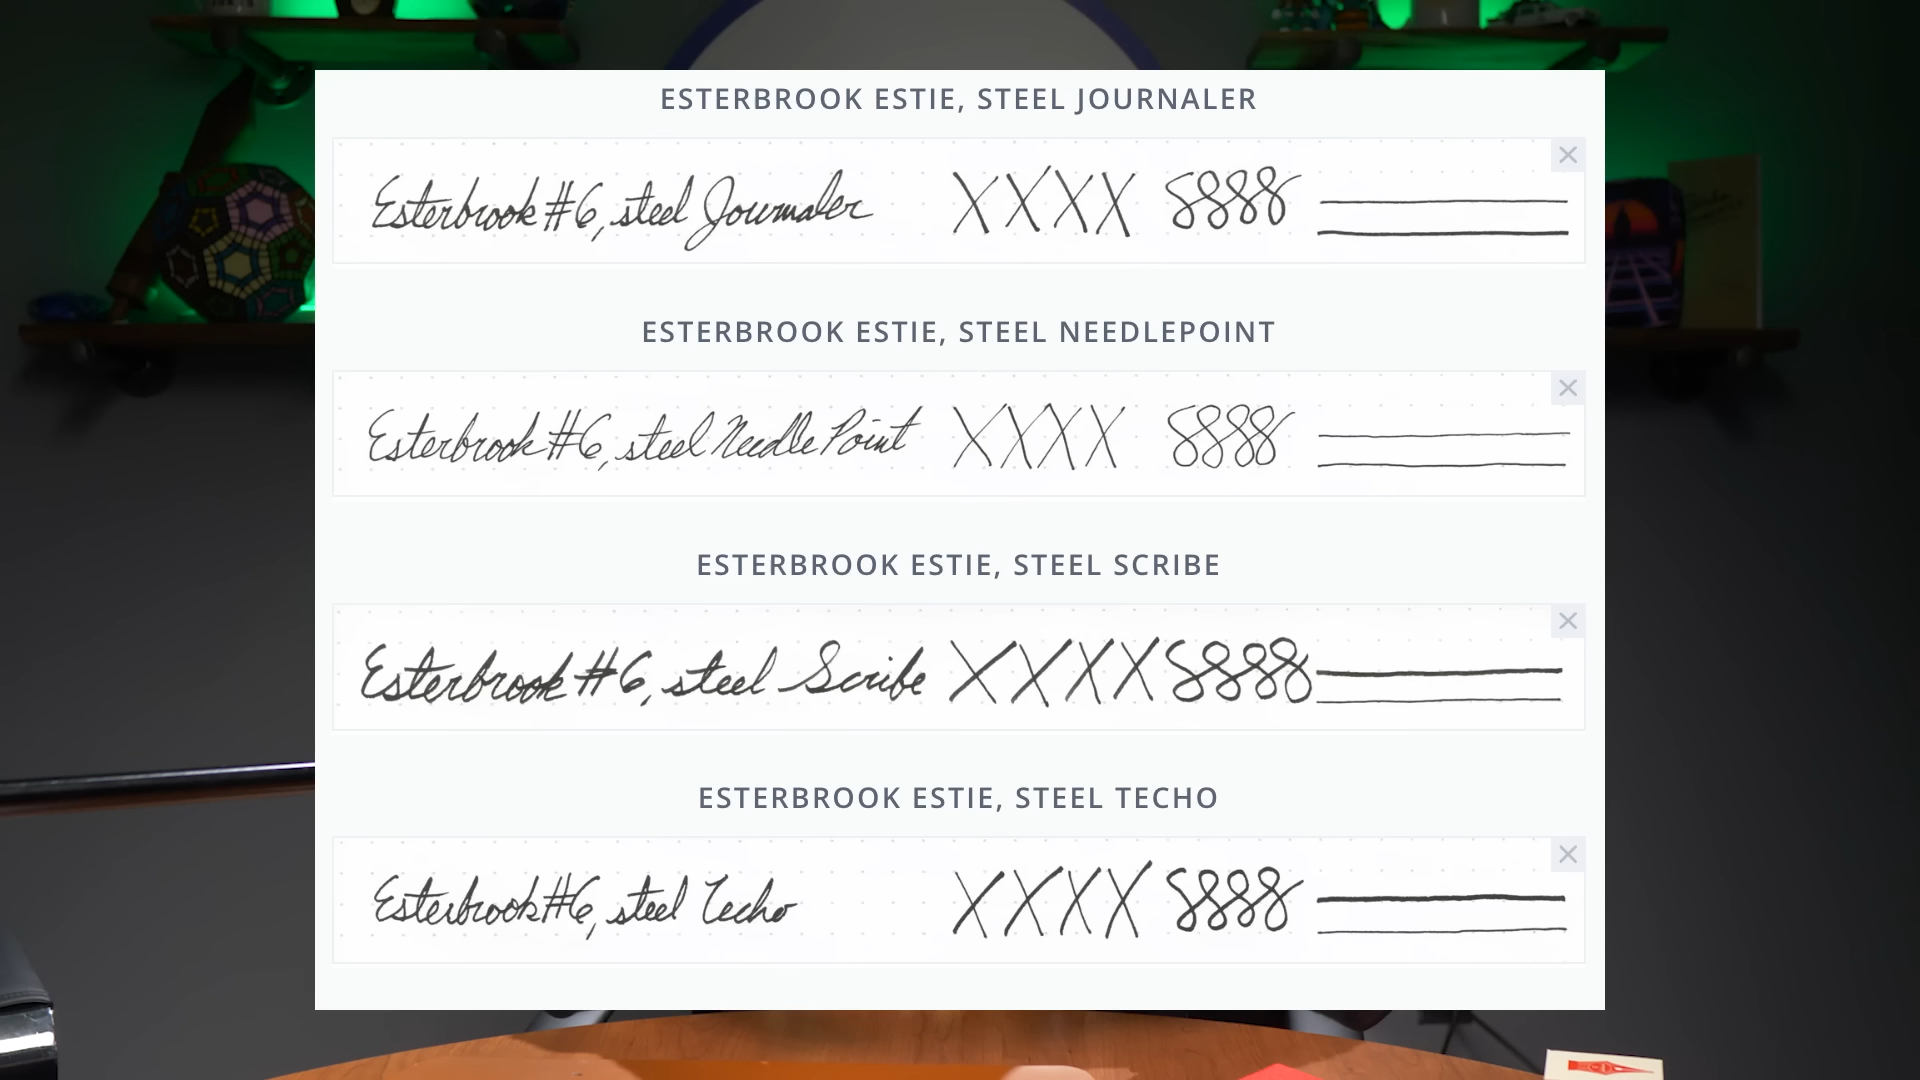 ESTERBROOK ESTIE, STEEL JOURNALER
Esterbrook #6, steel Journaler XXXX 8888
ESTERBROOK ESTIE, STEEL NEEDLEPOINT
Esterbrook #6, steel Needle Point XXXX 8888
ESTERBROOK ESTIE, STEEL SCRIBE
Esterbrook #6, steel Scribe XXXX 8888
ESTERBROOK ESTIE, STEEL TECHO
Esterbrook #6, steel Techo XXXX 8888